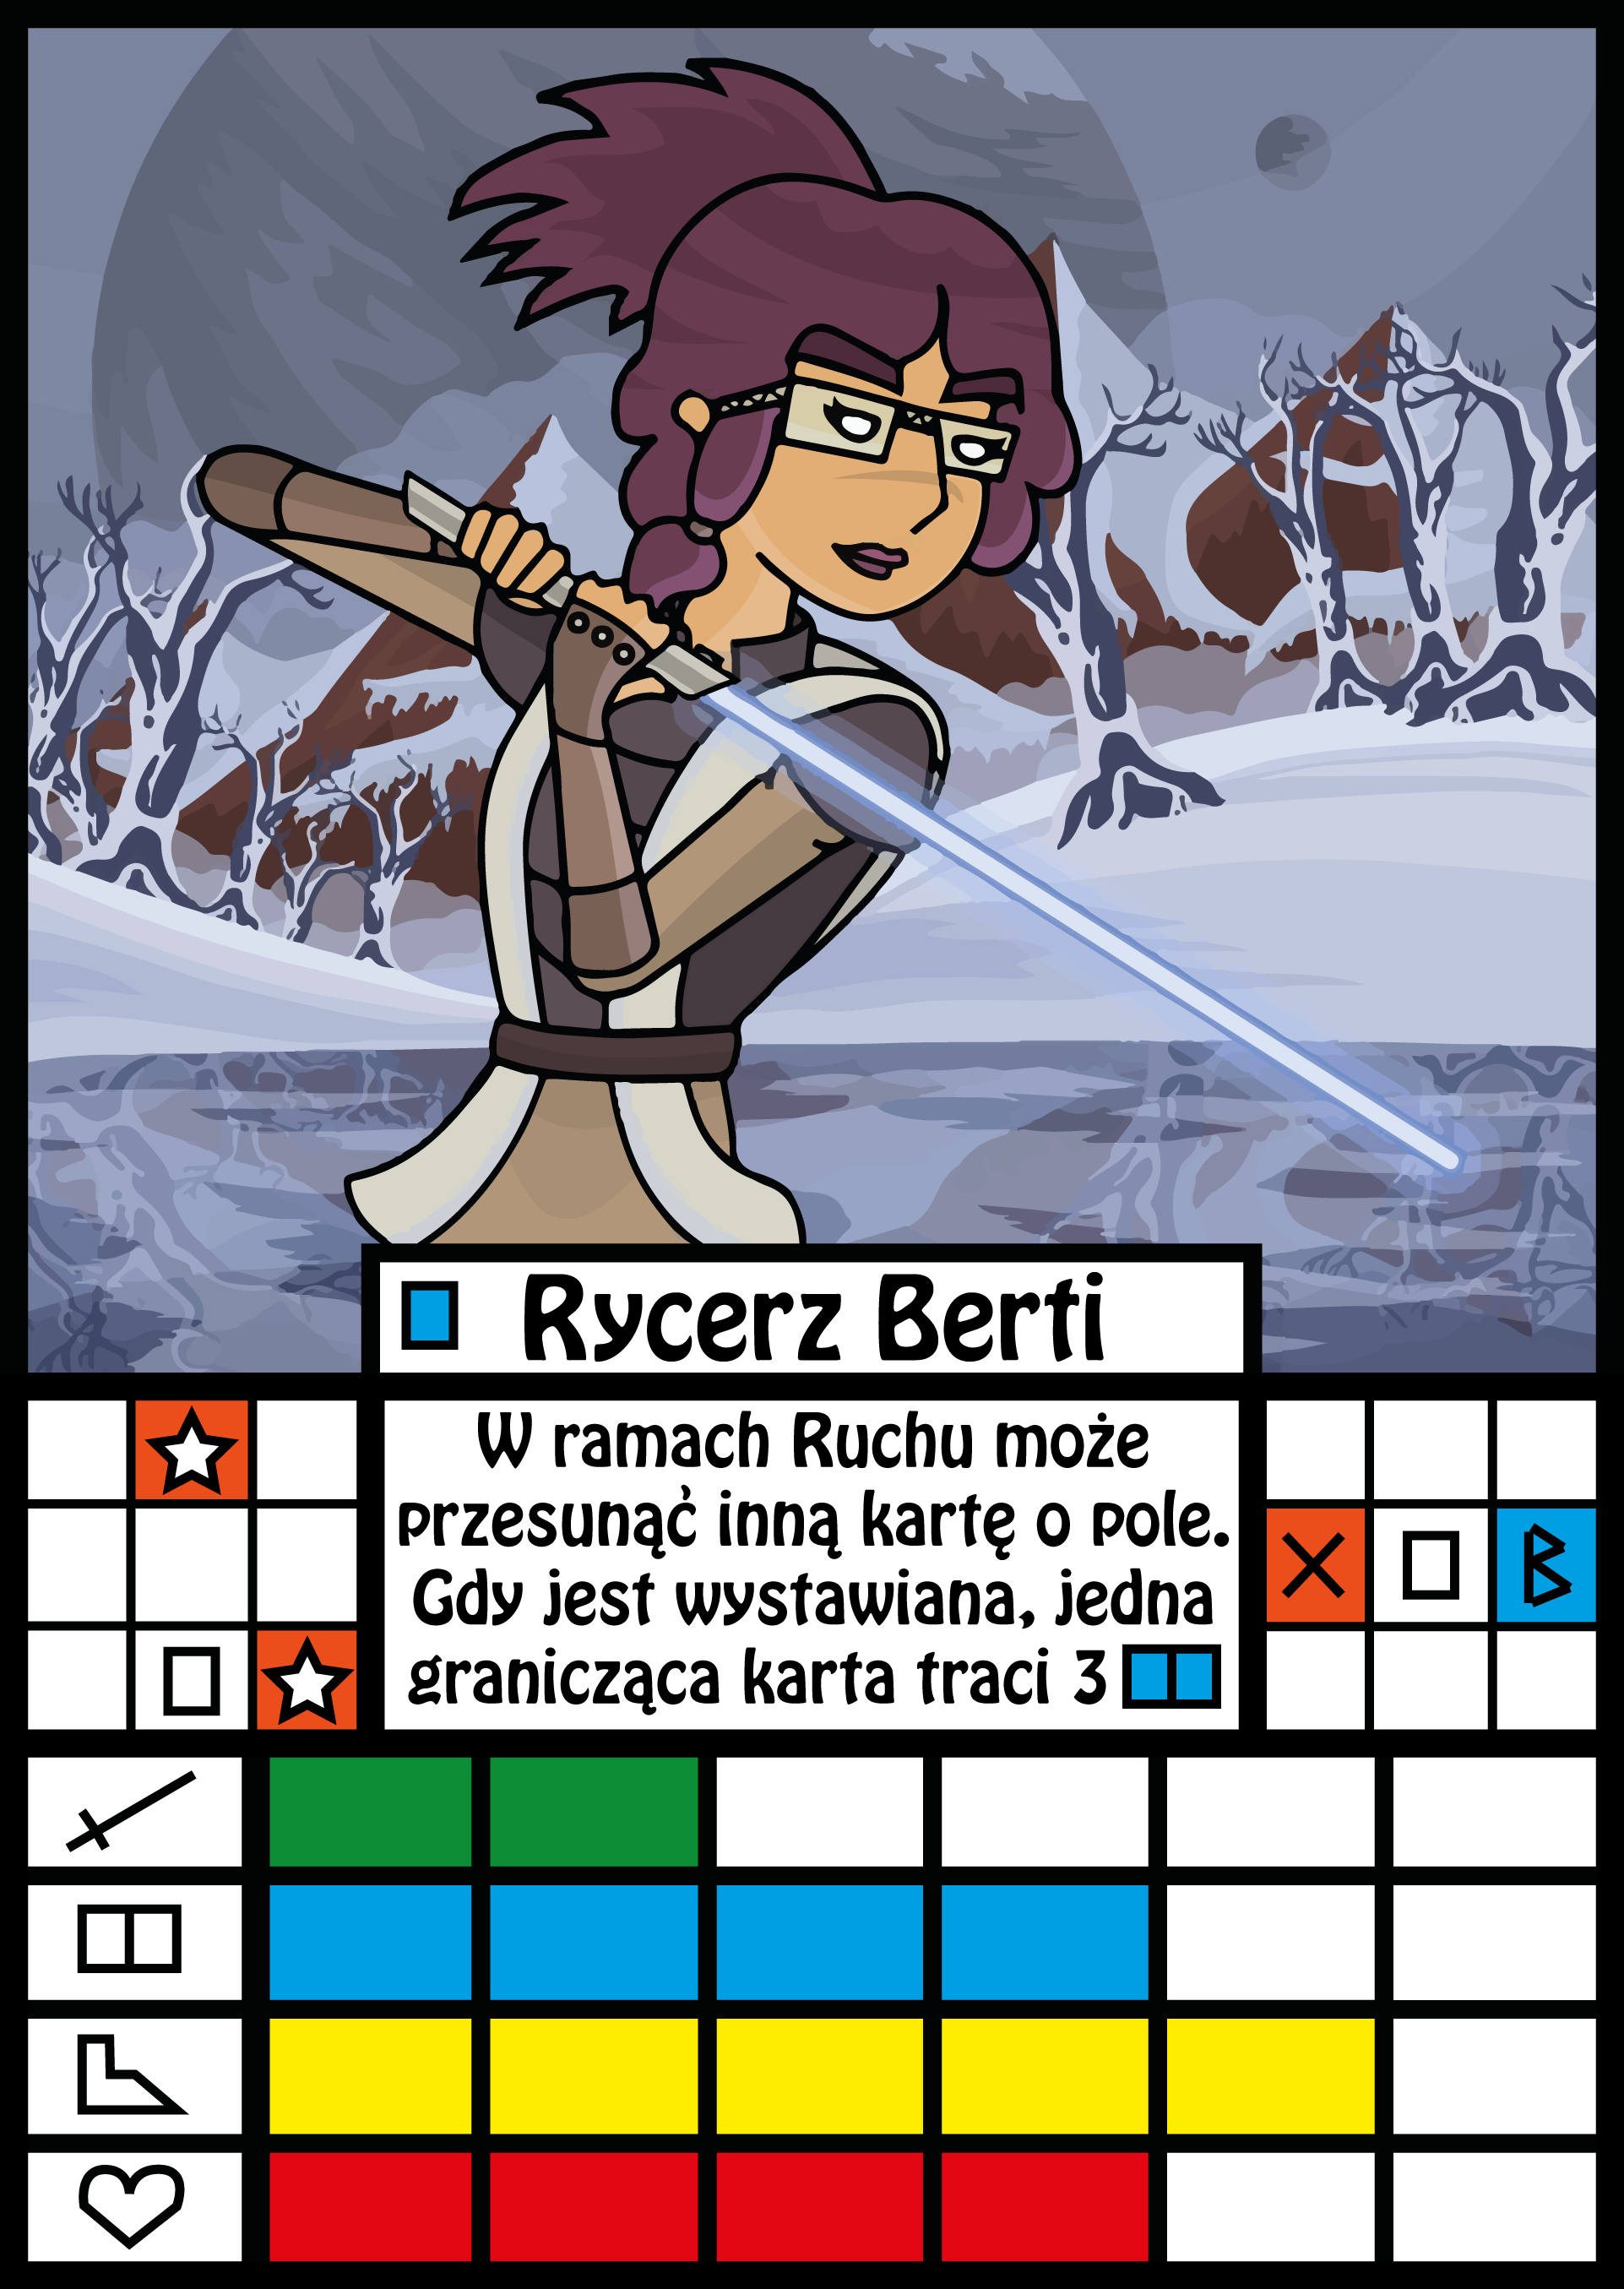 Rycerz Berti
W ramach Ruchu może
przesunąć inną kartę o pole.
Gdy jest wystawiana, jedna
granicząca karta traci 3